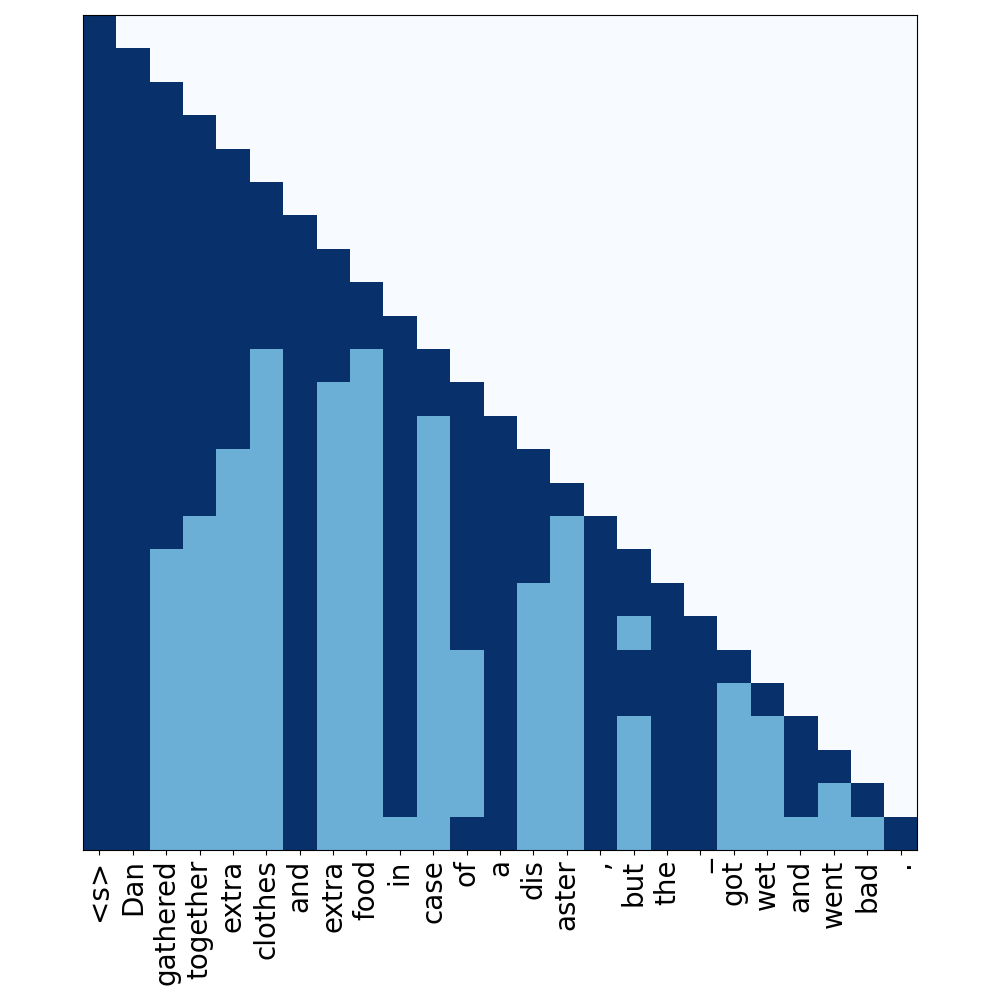 <s>
Dan
gathered
together
extra
clothes
and
extra
food
in
case
of
a
dis
aster
,
but
the
_
got
wet
and
went
bad
.